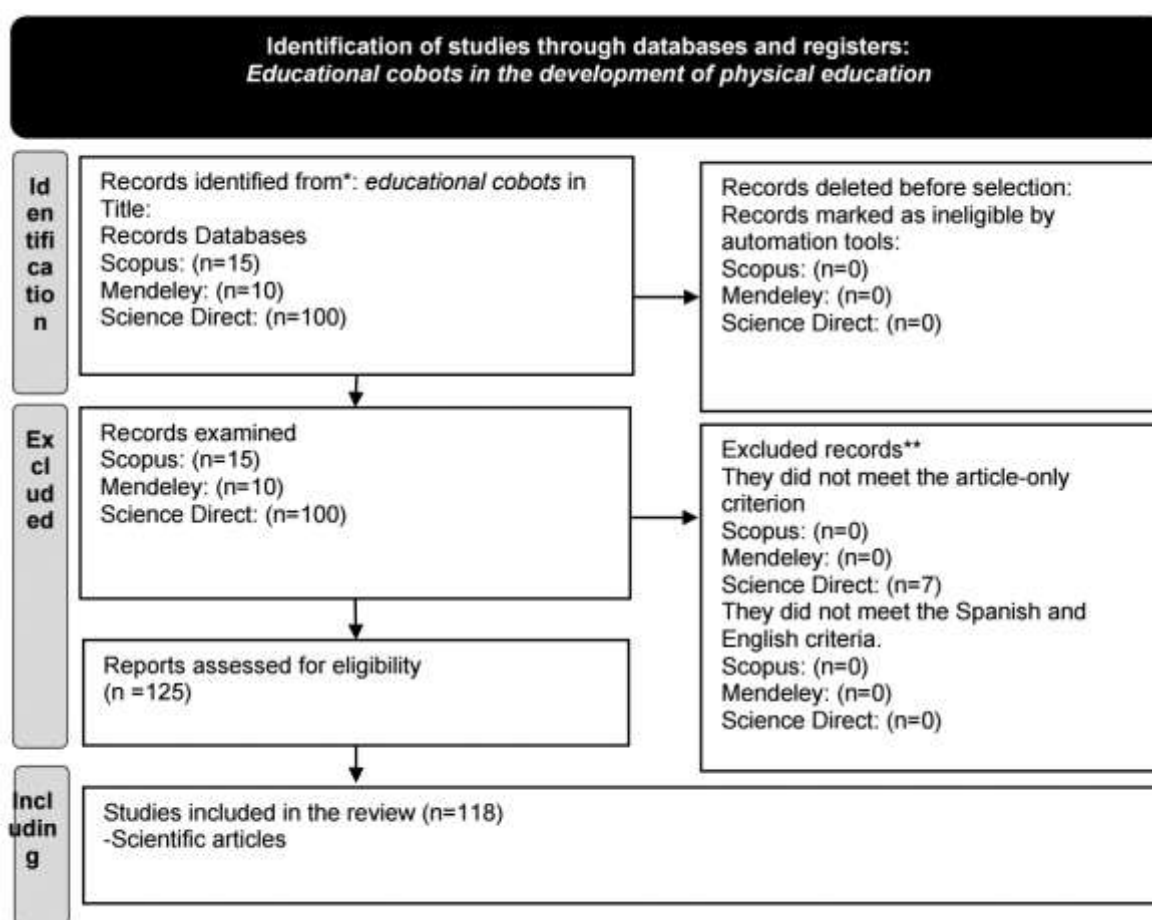 Identification of studies through databases and registers:
Educational cobots in the development of physical education
Id
en
tifi
ca
tio
n
Records identified from*: educational cobots in
Title:
Records Databases
Scopus: (n=15)
Mendeley: (n=10)
Science Direct: (n=100)
Records deleted before selection:
Records marked as ineligible by
automation tools:
Scopus: (n=0)
Mendeley: (n=0)
Science Direct: (n=0)
Ex
cl
ud
ed
Records examined
Scopus: (n=15)
Mendeley: (n=10)
Science Direct: (n=100)
Excluded records**
They did not meet the article-only
criterion
Scopus: (n=0)
Mendeley: (n=0)
Science Direct: (n=7)
They did not meet the Spanish and
English criteria.
Scopus: (n=0)
Mendeley: (n=0)
Science Direct: (n=0)
Reports assessed for eligibility
(n =125)
Incl
udin
g
Studies included in the review (n=118)
-Scientific articles